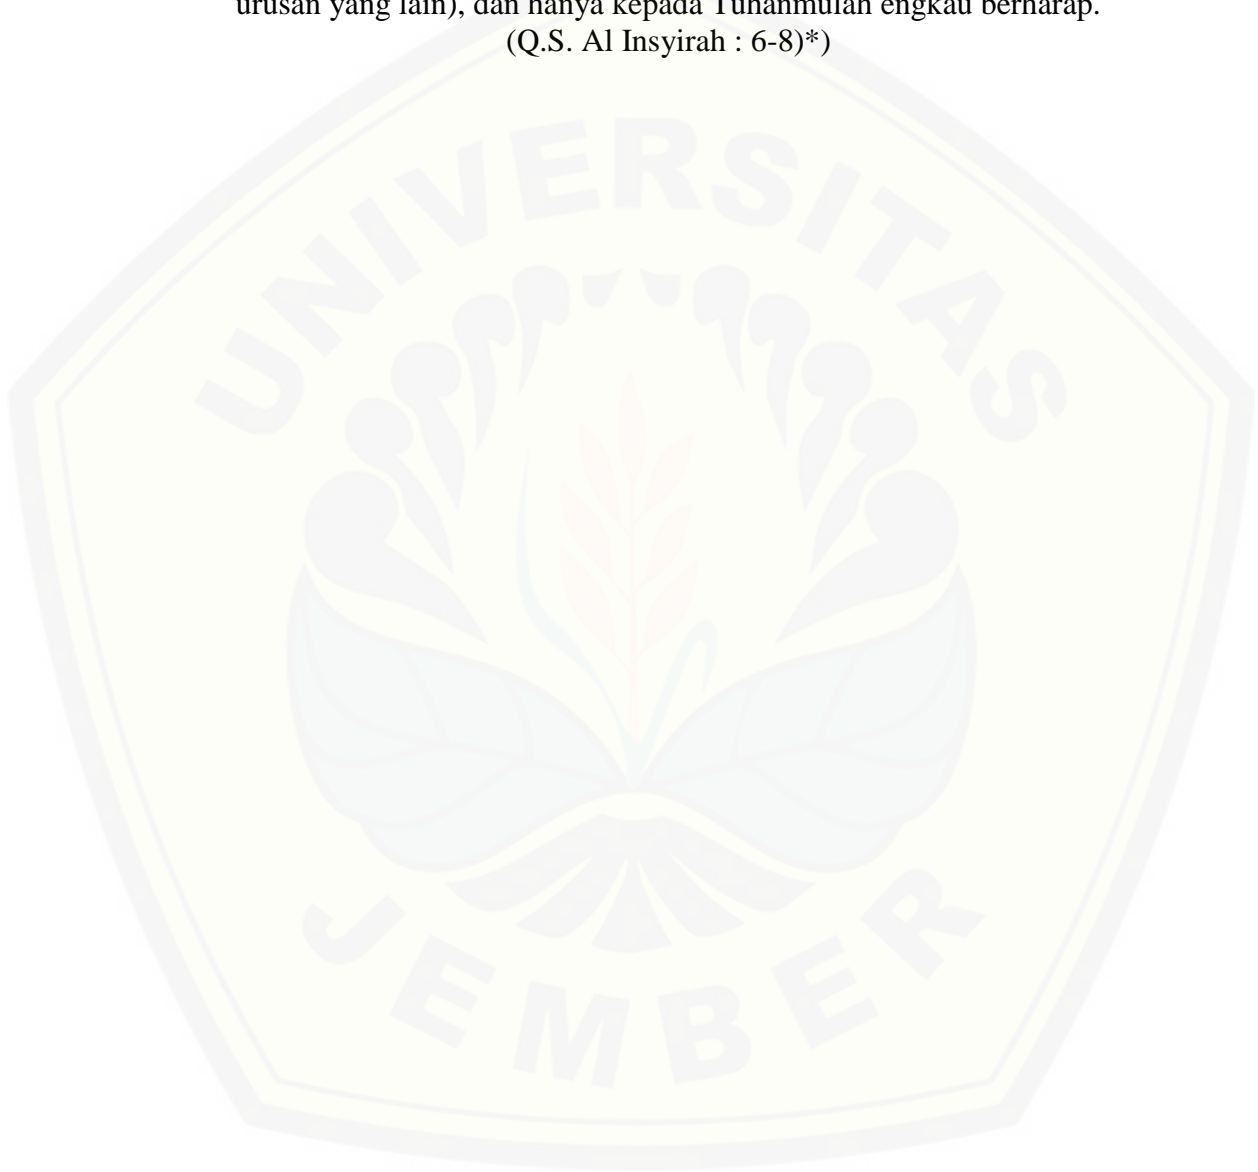 urusan yang lain), dan hanya kepada Tuhanmulah engkau berharap.
(Q.S. Al Insyirah : 6-8)*)
UNIVERSITAS
JEMBER